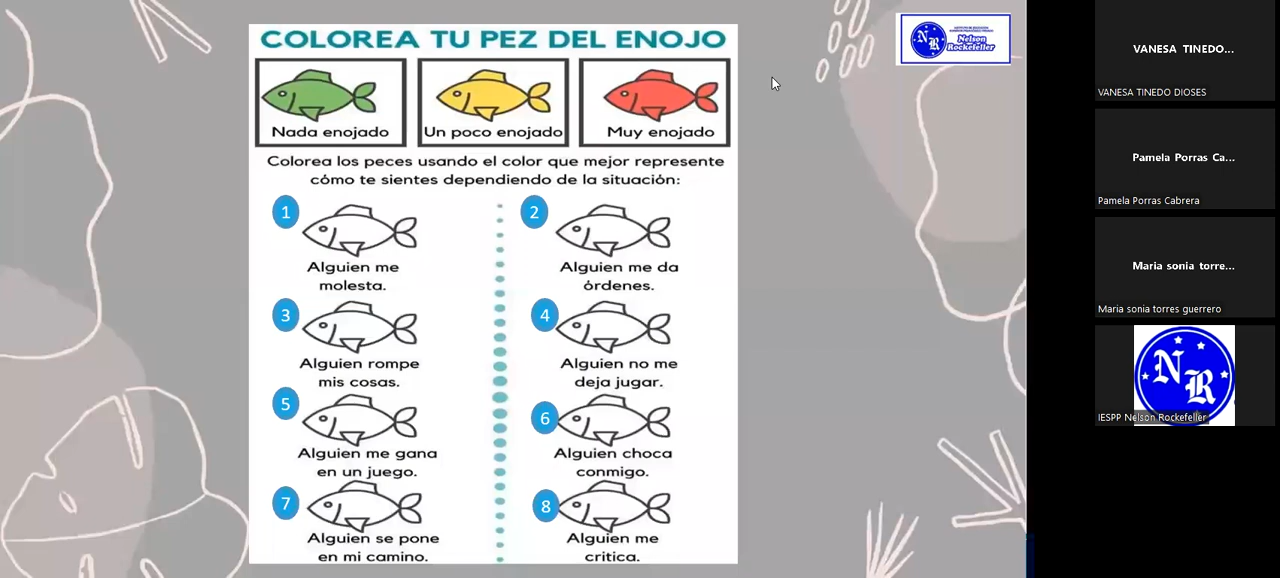 COLOREA TU PEZ DEL ENOJO
Nada enojado
Un poco enojado
Muy enojado
Colorea los peces usando el color que mejor represente
cómo te sientes dependiendo de la situación:
1
Alguien me
molesta.
2
Alguien me da
órdenes.
3
Alguien rompe
mis cosas.
4
Alguien no me
deja jugar.
5
Alguien me gana
en un juego.
6
Alguien choca
conmigo.
7
Alguien se pone
en mi camino.
8
Alguien me
critica.
NR
Nelson
Rockefeller
VANESA TINEDO...
VANESA TINEDO DIOSES
Pamela Porras Ca...
Pamela Porras Cabrera
Maria sonia torre...
Maria sonia torres guerrero
NR
IESPP Nelson Rockefeller